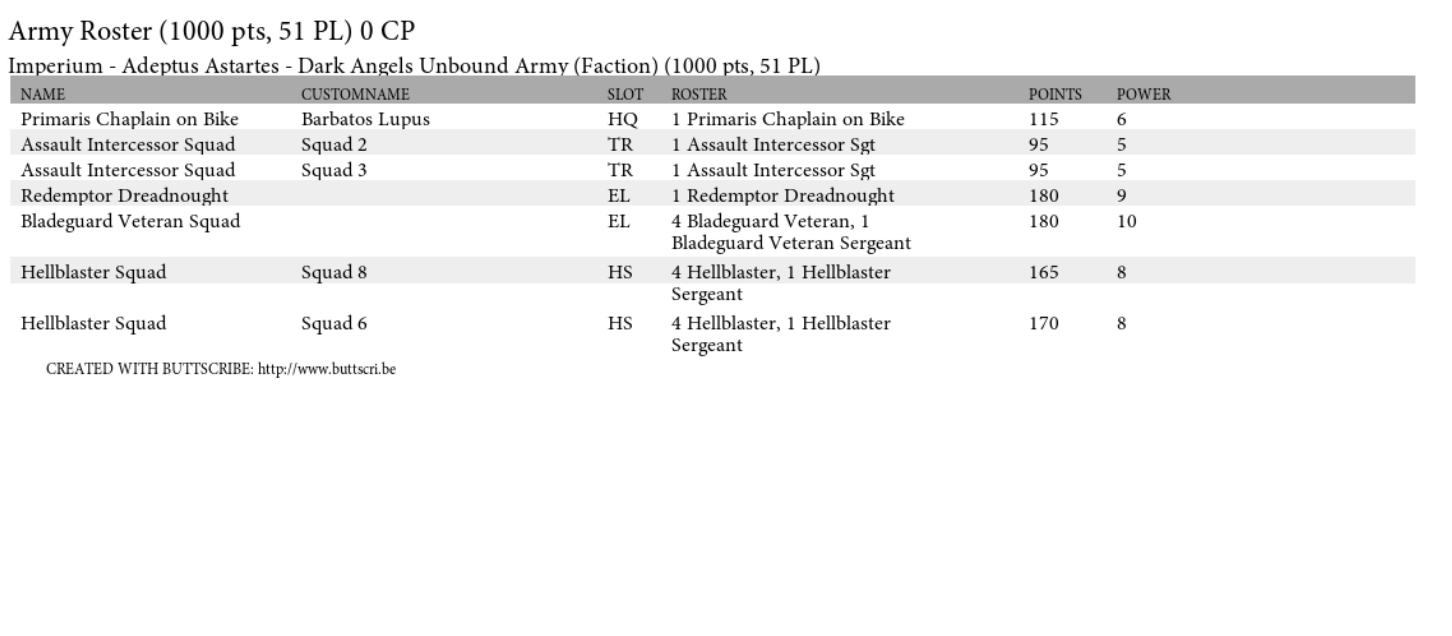 Army Roster (1000 pts, 51 PL) 0 CP
Imperium - Adeptus Astartes - Dark Angels Unbound Army (Faction) (1000 pts, 51 PL)
NAME CUSTOMNAME SLOT ROSTER POINTS POWER
Primaris Chaplain on Bike Barbatos Lupus HQ 1 Primaris Chaplain on Bike 115 6
Assault Intercessor Squad Squad 2 TR 1 Assault Intercessor Sgt 95 5
Assault Intercessor Squad Squad 3 TR 1 Assault Intercessor Sgt 95 5
Redemptor Dreadnought EL 1 Redemptor Dreadnought 180 9
Bladeguard Veteran Squad EL 4 Bladeguard Veteran, 1 180 10
Bladeguard Veteran Sergeant
Hellblaster Squad Squad 8 HS 4 Hellblaster, 1 Hellblaster 165 8
Sergeant
Hellblaster Squad Squad 6 HS 4 Hellblaster, 1 Hellblaster 170 8
Sergeant
CREATED WITH BUTTSCRIBE: http://www.buttscri.be